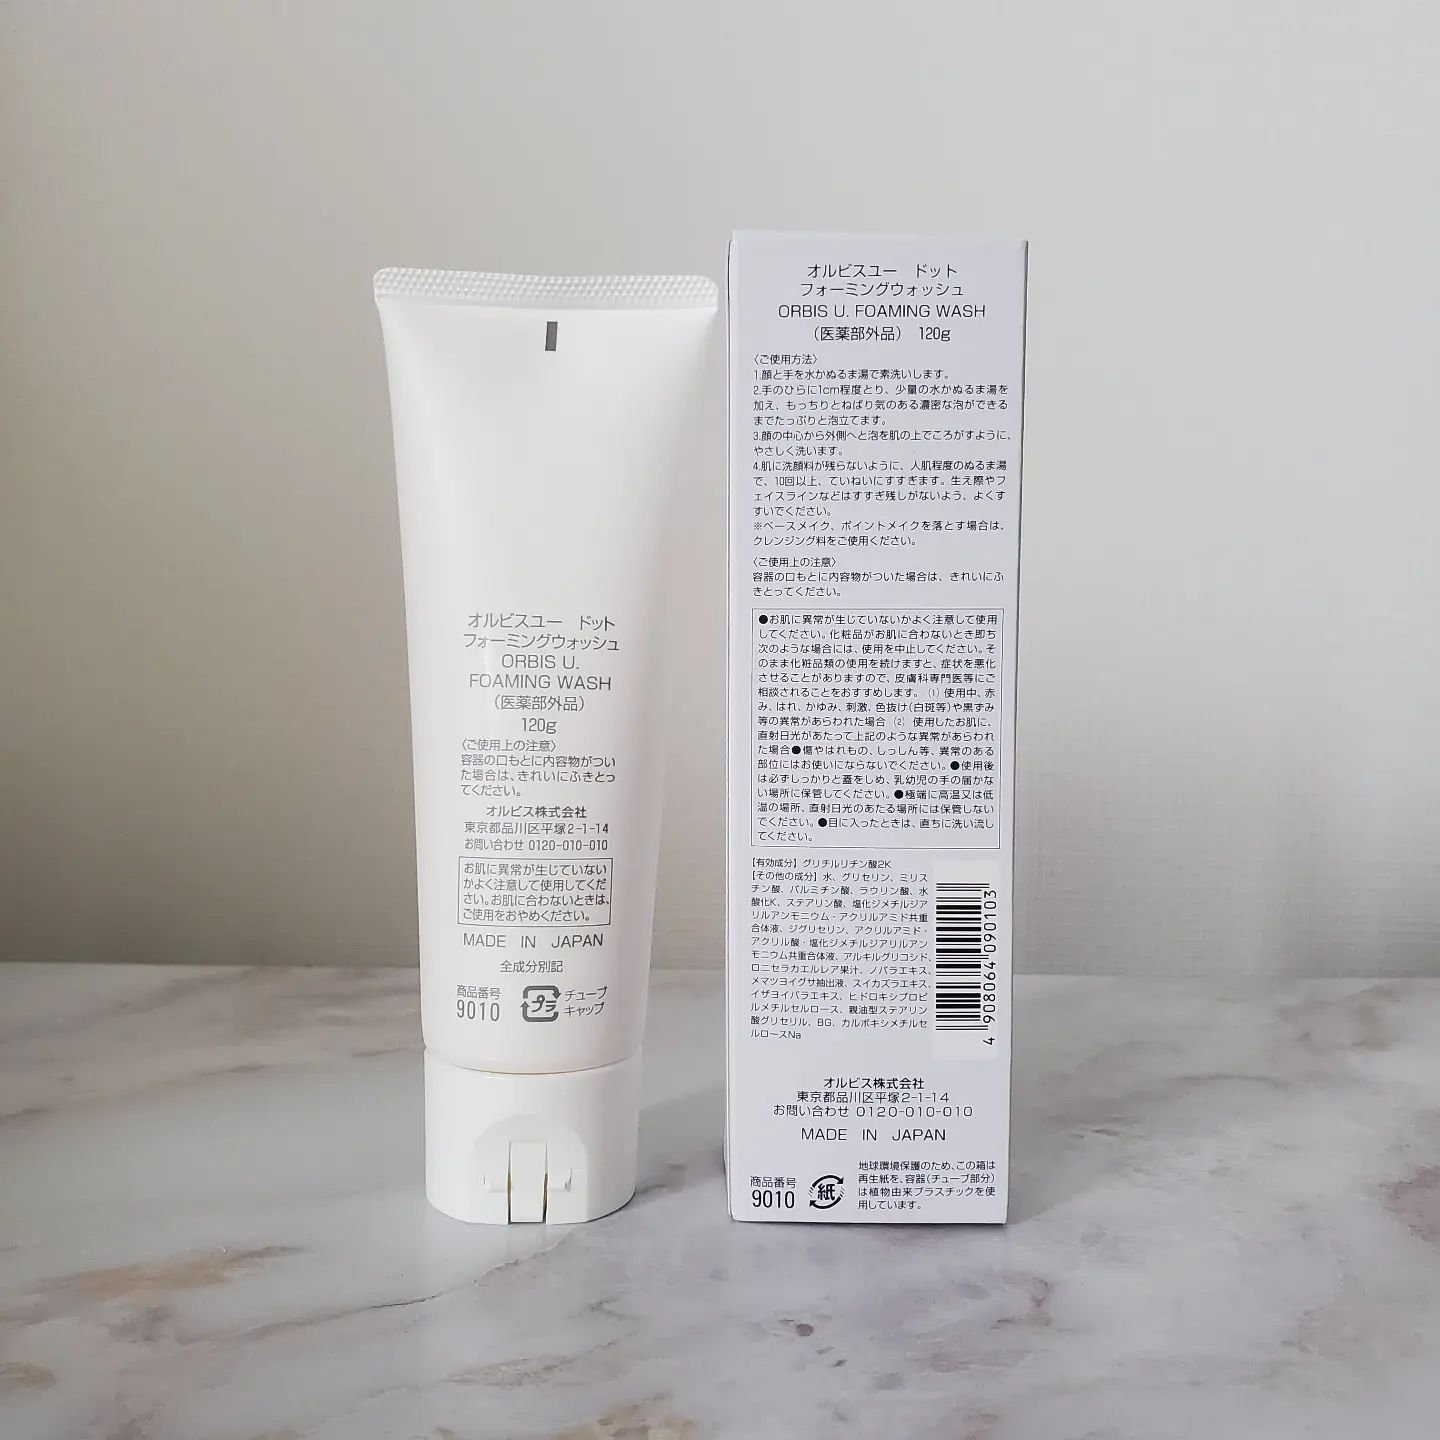 オルビスユー　ドット
フォーミングウォッシュ
ORBIS U.
FOAMING WASH
（医薬部外品）
120g
〈ご使用上の注意〉
容器の口もとに内容物がつい
た場合は、きれいにふきとっ
てください。
オルビス株式会社
東京都品川区平塚2-1-14
お問い合わせ 0120-010-010
お肌に異常が生じていない
かよく注意して使用してくだ
さい。お肌に合わないときは、
ご使用をおやめください。
MADE IN JAPAN
全成分別記
商品番号
9010
プラ
チューブ
キャップ
オルビスユー　ドット
フォーミングウォッシュ
ORBIS U. FOAMING WASH
（医薬部外品）　120g
〈ご使用方法〉
1.顔と手を水かぬるま湯で素洗いします。
2.手のひらに1cm程度とり、少量の水かぬるま湯を
加え、もっちりとねばり気のある濃密な泡ができる
までたっぷりと泡立てます。
3.顔の中心から外側へと泡を肌の上でころがすように、
やさしく洗います。
4.肌に洗顔料が残らないように、人肌程度のぬるま湯
で、10回以上、ていねいにすすぎます。生え際やフ
ェイスラインなどはすすぎ残しがないよう、よくす
すいでください。
※ベースメイク、ポイントメイクを落とす場合は、
クレンジング料をご使用ください。
〈ご使用上の注意〉
容器の口もとに内容物がついた場合は、きれいにふ
きとってください。
●お肌に異常が生じていないかよく注意して使用
してください。化粧品がお肌に合わないとき即ち
次のような場合には、使用を中止してください。そ
のまま化粧品類の使用を続けますと、症状を悪化
させることがありますので、皮膚科専門医等にご
相談されることをおすすめします。（1）使用中、赤
み、はれ、かゆみ、刺激、色抜け（白斑等）や黒ずみ
等の異常があらわれた場合（2）使用したお肌に、
直射日光があたって上記のような異常があらわれ
た場合●傷やはれもの、しっしん等、異常のある
部位にはお使いにならないでください。●使用後
は必ずしっかりと蓋をしめ、乳幼児の手の届かな
い場所に保管してください。●極端に高温又は低
温の場所、直射日光のあたる場所には保管しない
でください。●目に入ったときは、直ちに洗い流し
てください。
【有効成分】グリチルリチン酸2K
【その他の成分】水、グリセリン、ミリス
チン酸、パルミチン酸、ラウリン酸、水
酸化K、ステアリン酸、塩化ジメチルジア
リルアンモニウム・アクリルアミド共重
合体液、ジグリセリン、アクリルアミド・
アクリル酸・塩化ジメチルジアリルアン
モニウム共重合体液、アルキルグリコシド、
ロニセラカエルレア果汁、ノバラエキス、
メマツヨイグサ抽出液、スイカズラエキス、
イザヨイバラエキス、ヒドロキシプロピ
ルメチルセルロース、親油型ステアリン
酸グリセリル、BG、カルボキシメチルセ
ルロースNa
4 908064 090103
オルビス株式会社
東京都品川区平塚2-1-14
お問い合わせ 0120-010-010
MADE IN JAPAN
商品番号
9010
紙
地球環境保護のため、この箱は
再生紙を、容器（チューブ部分）
は植物由来プラスチックを使
用しています。